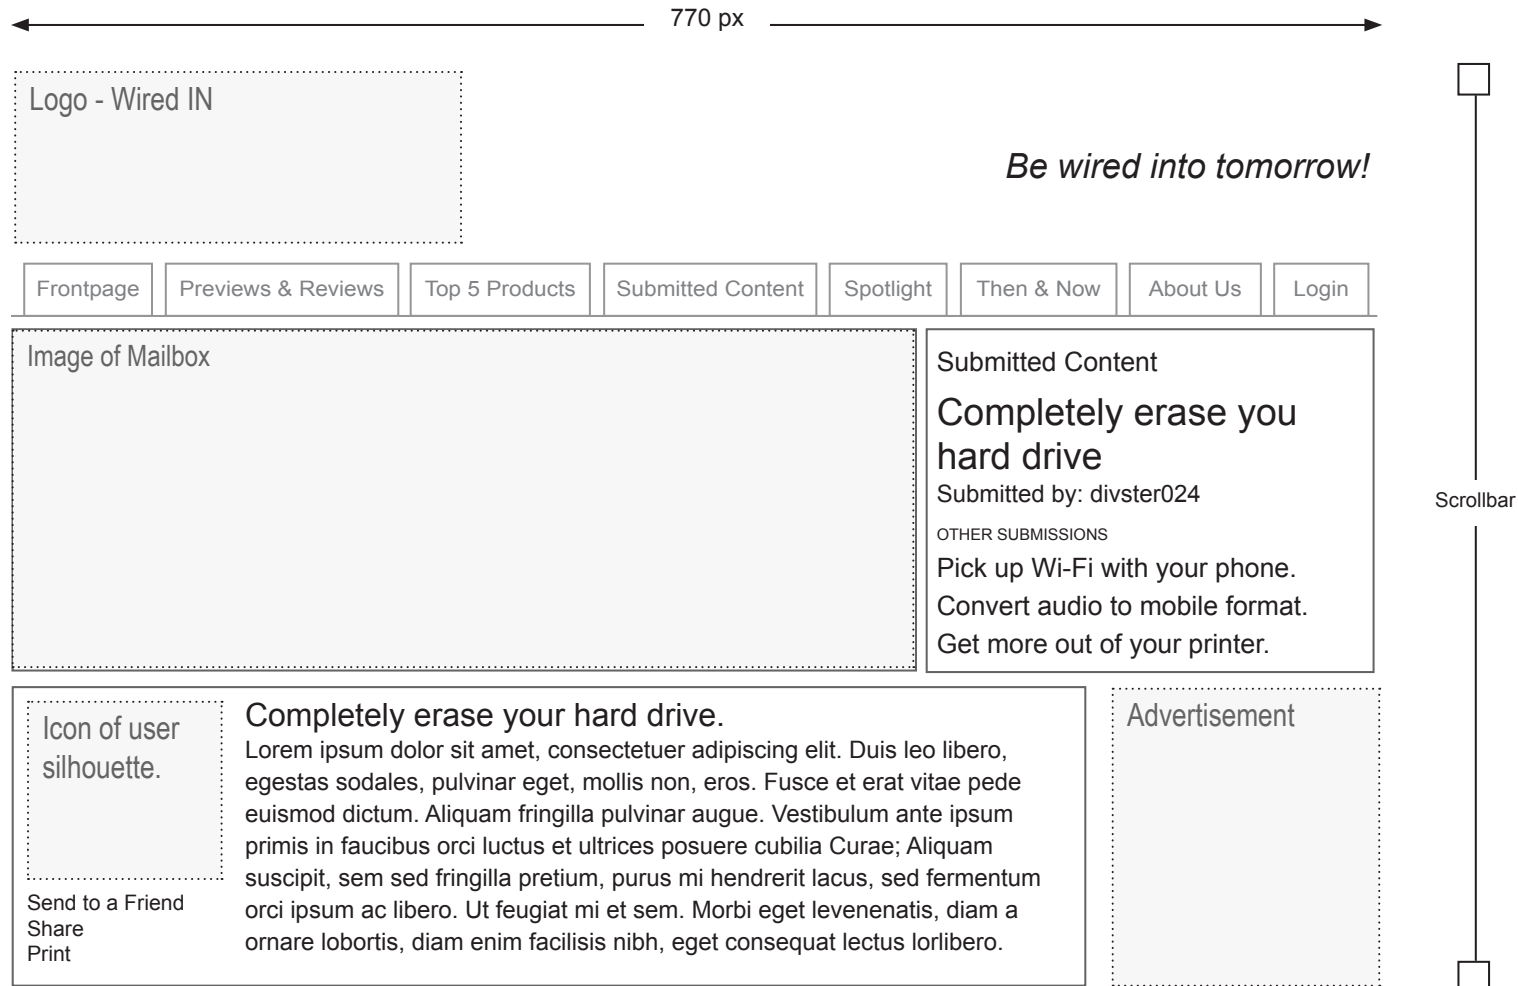 770 px
Logo - Wired IN
Be wired into tomorrow!
Frontpage
Previews & Reviews
Top 5 Products
Submitted Content
Spotlight
Then & Now
About Us
Login
Image of Mailbox
Submitted Content
Completely erase you
hard drive
Submitted by: divster024
OTHER SUBMISSIONS
Pick up Wi-Fi with your phone.
Convert audio to mobile format.
Get more out of your printer.
Scrollbar
Icon of user
silhouette.
Send to a Friend
Share
Print
Completely erase your hard drive.
Lorem ipsum dolor sit amet, consectetuer adipiscing elit. Duis leo libero,
egestas sodales, pulvinar eget, mollis non, eros. Fusce et erat vitae pede
euismod dictum. Aliquam fringilla pulvinar augue. Vestibulum ante ipsum
primis in faucibus orci luctus et ultrices posuere cubilia Curae; Aliquam
suscipit, sem sed fringilla pretium, purus mi hendrerit lacus, sed fermentum
orci ipsum ac libero. Ut feugiat mi et sem. Morbi eget levenenatis, diam a
ornare lobortis, diam enim facilisis nibh, eget consequat lectus lorlibero.
Advertisement